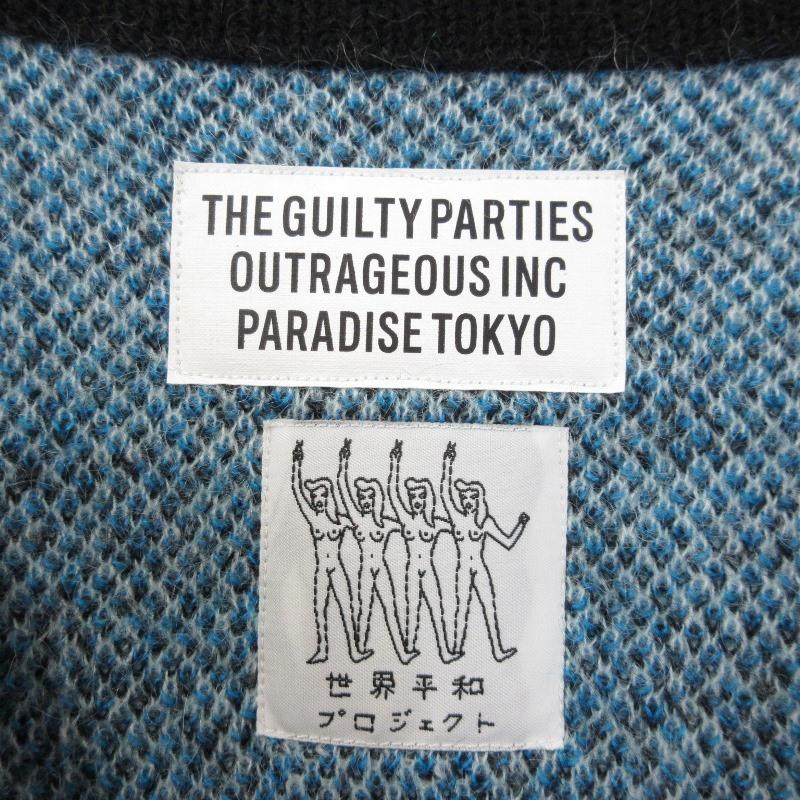 THE GUILTY PARTIES
OUTRAGEOUS INC
PARADISE TOKYO
世界平和
プロジェクト